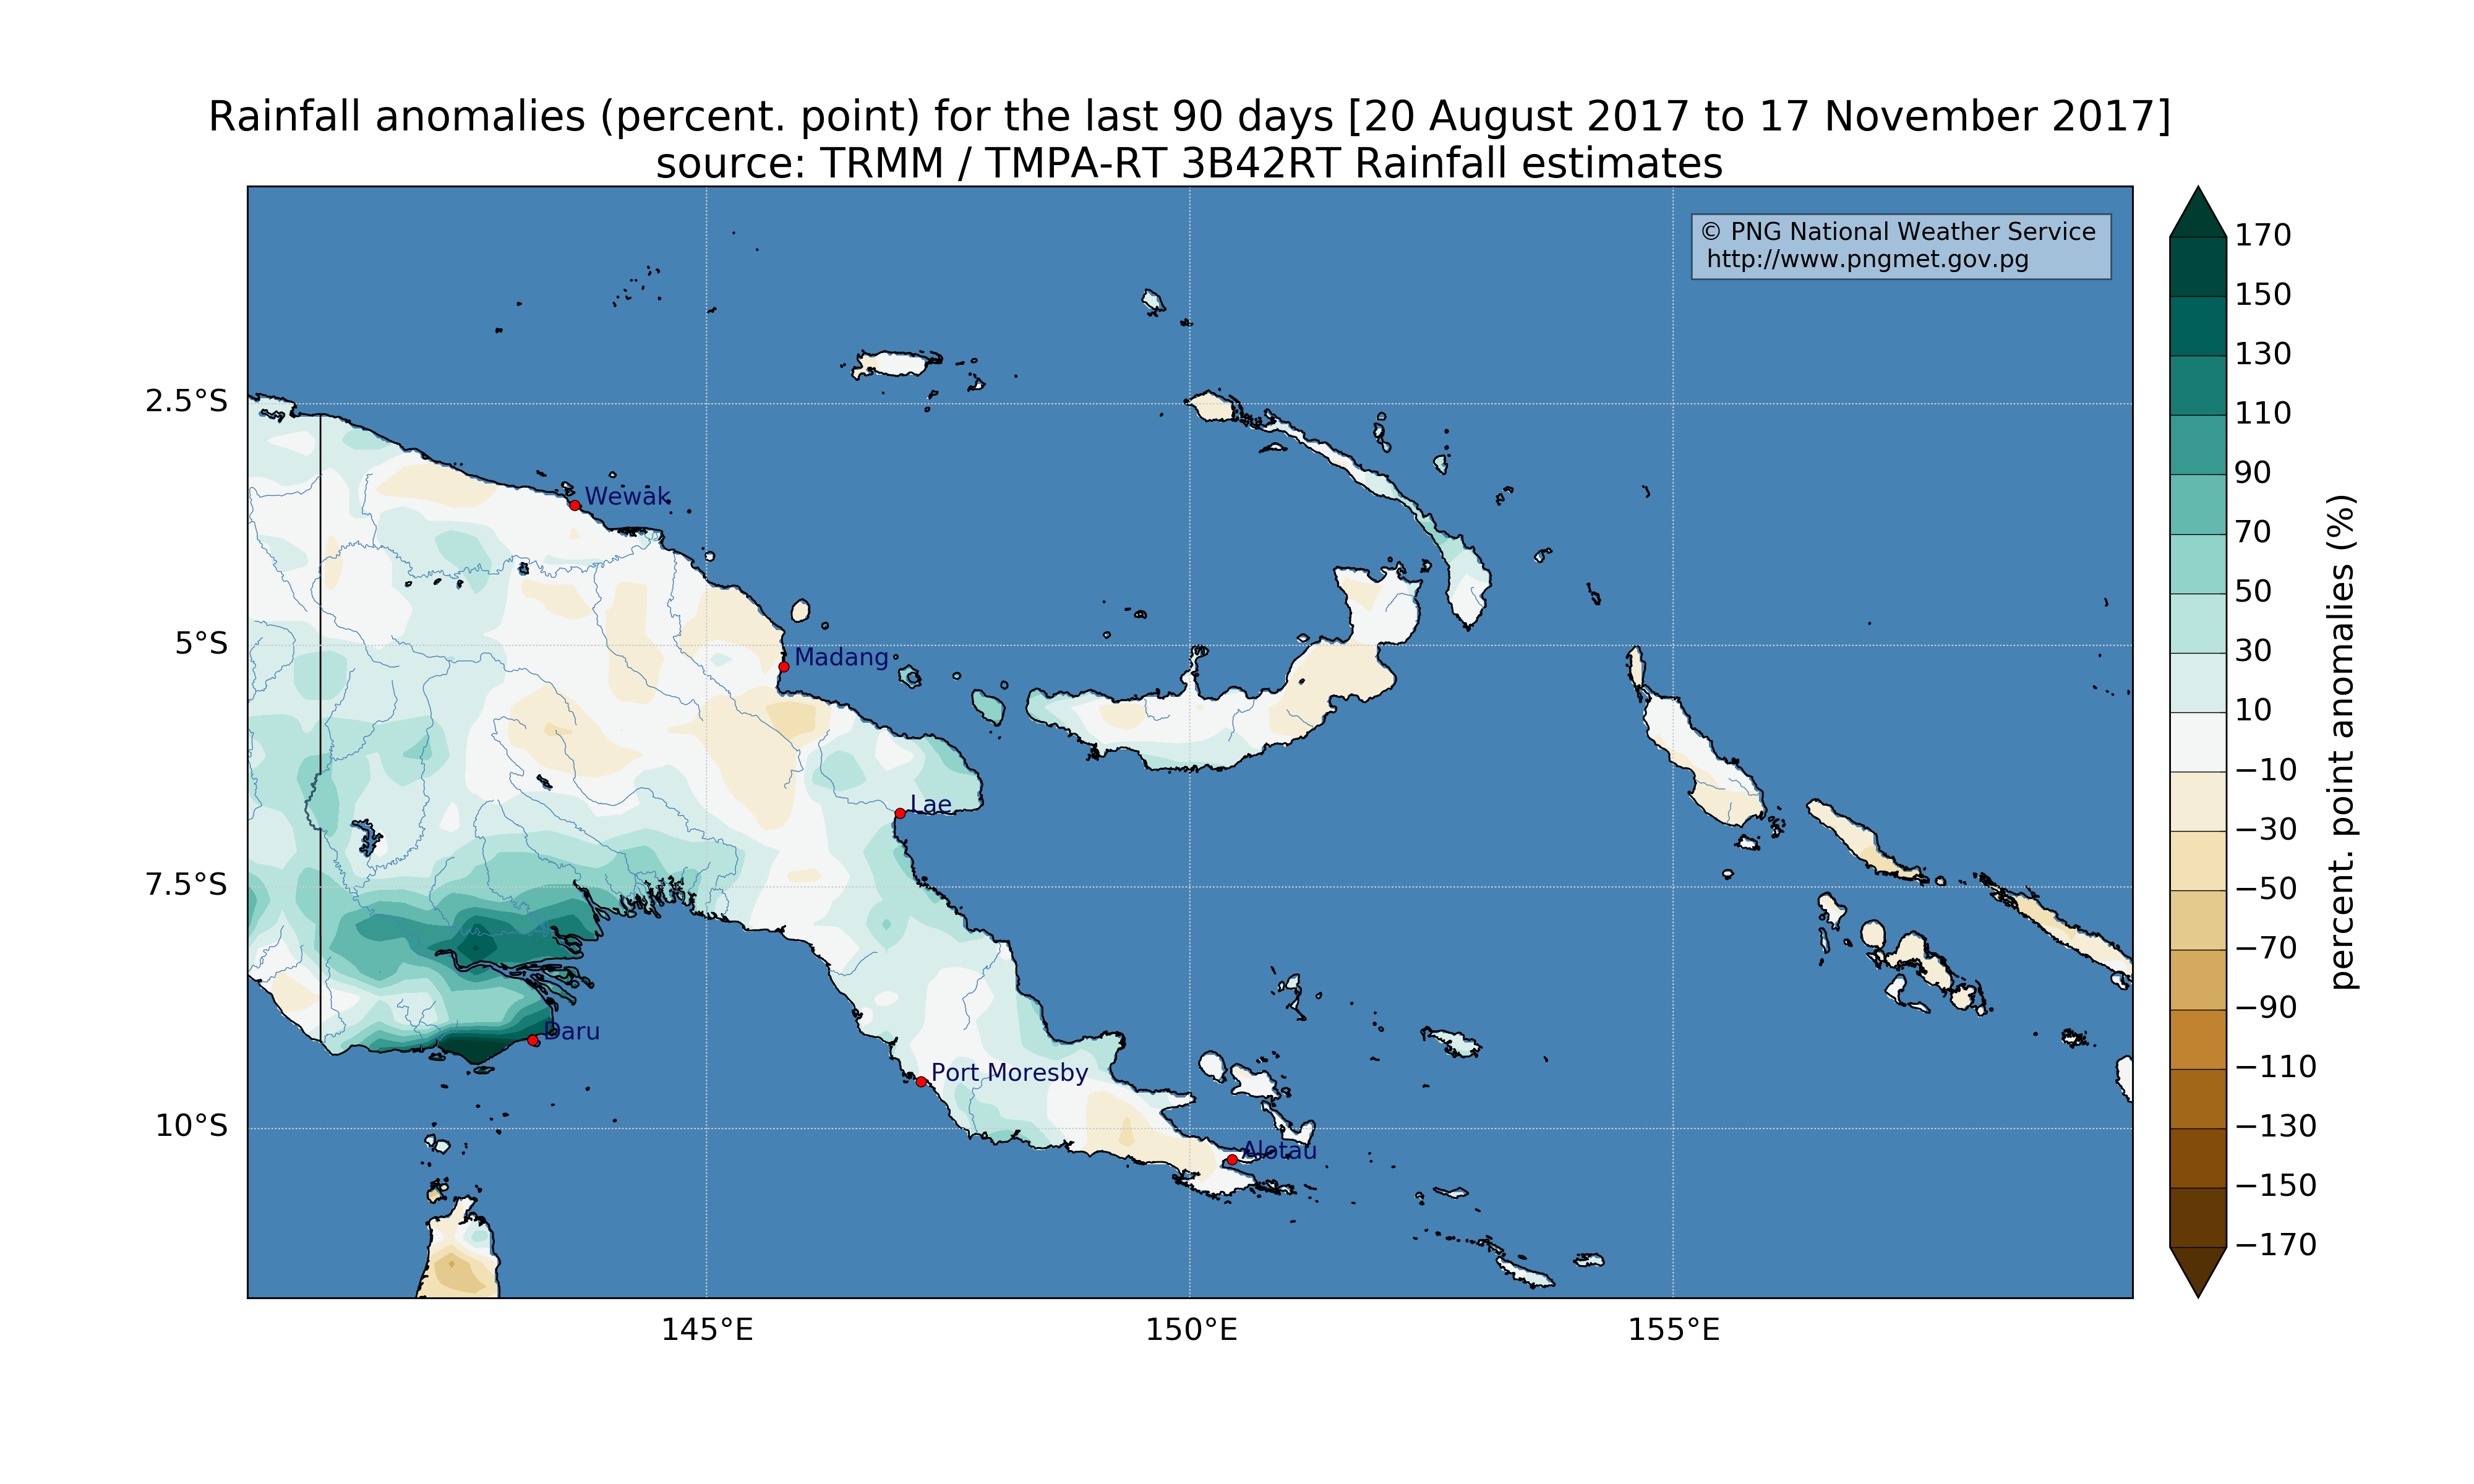 Rainfall anomalies (percent. point) for the last 90 days [20 August 2017 to 17 November 2017]
source: TRMM / TMPA-RT 3B42RT Rainfall estimates
© PNG National Weather Service
http://www.pngmet.gov.pg
2.5°S
5°S
7.5°S
10°S
145°E
150°E
155°E
Wewak
Madang
Lae
Daru
Port Moresby
Alotau
170
150
130
110
90
70
50
30
10
−10
−30
−50
−70
−90
−110
−130
−150
−170
percent. point anomalies (%)